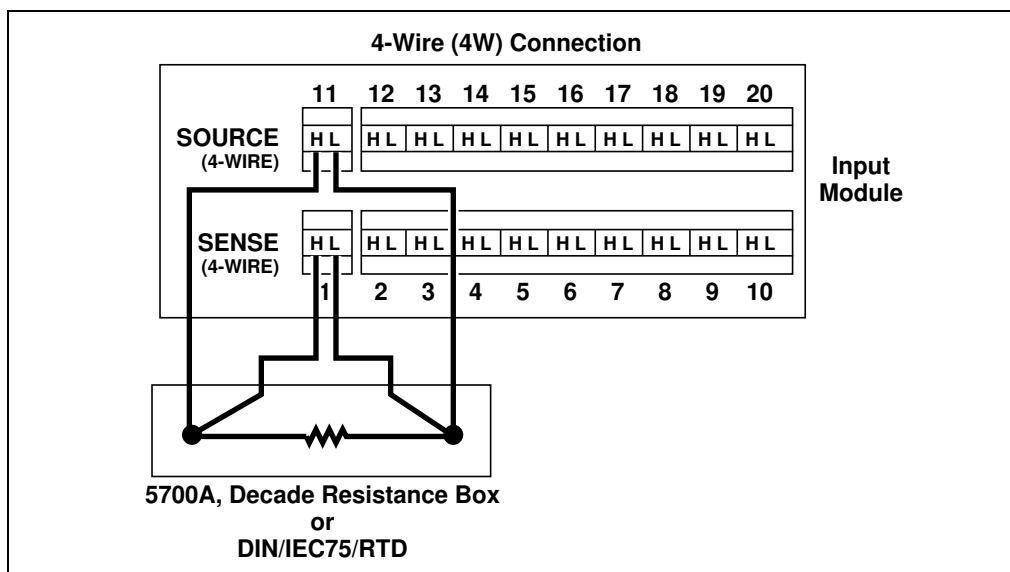 4-Wire (4W) Connection
11 12 13 14 15 16 17 18 19 20
SOURCE
(4-WIRE)
H L H L H L H L H L H L H L H L H L H L
Input
Module
SENSE
(4-WIRE)
H L H L H L H L H L H L H L H L H L H L
1 2 3 4 5 6 7 8 9 10
5700A, Decade Resistance Box
or
DIN/IEC75/RTD